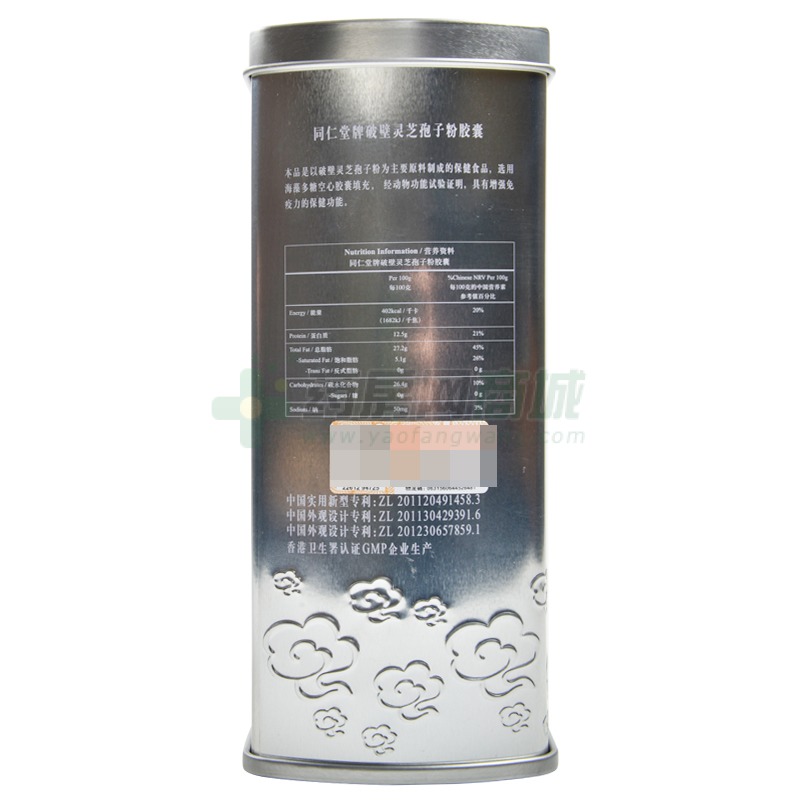 同仁堂牌破壁灵芝孢子粉胶囊
本品是以破壁灵芝孢子粉为主要原料制成的保健食品，选用
海藻多糖空心胶囊填充，经动物功能试验证明，具有增强免
疫力的保健功能。
Nutrition Information / 营养资料
同仁堂牌破壁灵芝孢子粉胶囊
Per 100g %Chinese NRV Per 100g
每100克 每100克的中国营养素
参考值百分比
Energy / 能量 402kcal / 千卡 20%
(1682kJ / 千焦)
Protein / 蛋白质 12.5g 21%
Total Fat / 总脂肪 27.2g 45%
-Saturated Fat / 饱和脂肪 5.1g 26%
-Trans Fat / 反式脂肪 0g 0 g
Carbohydrates / 碳水化合物 26.4g 10%
-Sugars / 糖 0g 0 g
Sodium / 钠 50mg 3%
药房网商城
www.yaofangwang.com
中国实用新型专利: ZL 201120491458.3
中国外观设计专利: ZL 201130429391.6
中国外观设计专利: ZL 201230657859.1
香港卫生署认证GMP企业生产